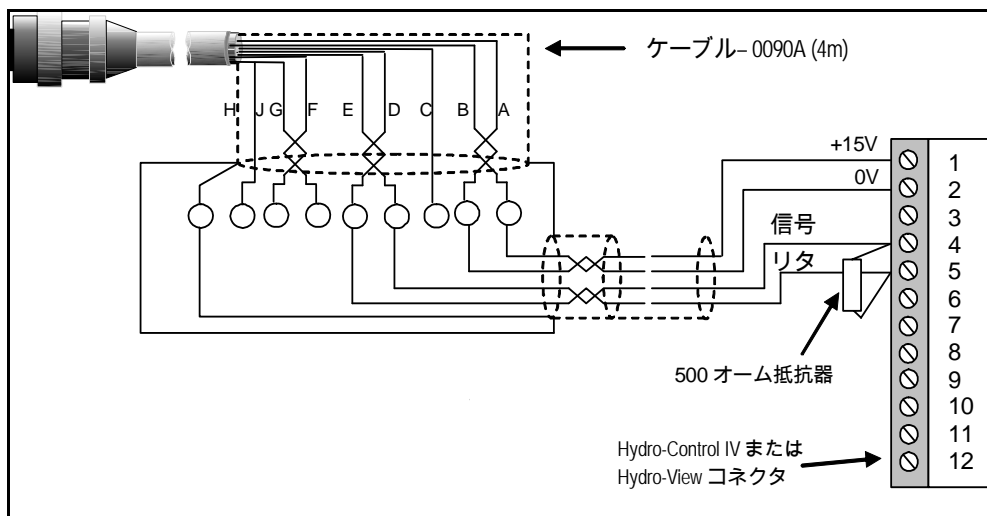 ケーブル– 0090A (4m)
H J G F E D C B A
+15V
0V
信号
リタ
1
2
3
4
5
6
7
8
9
10
11
12
500 オーム抵抗器
Hydro-Control IV または
Hydro-View コネクタ